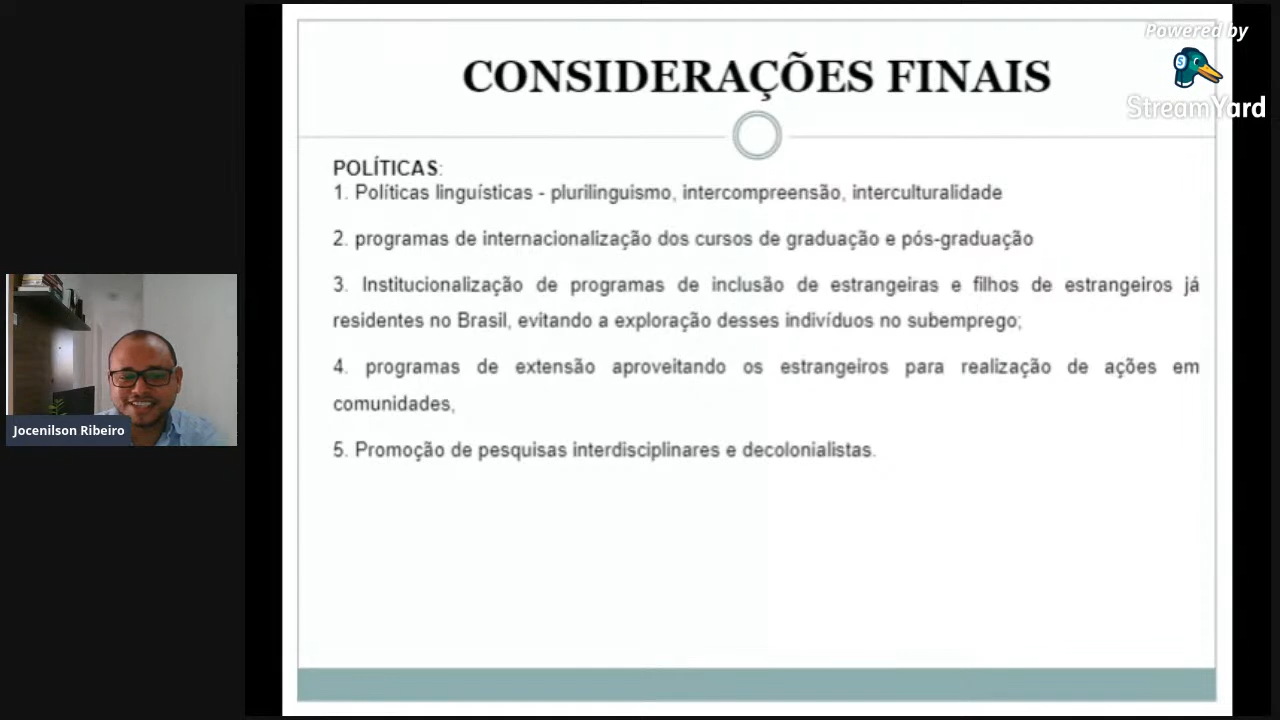 CONSIDERAÇÕES FINAIS
Powered by
StreamYard
POLÍTICAS:
1. Políticas linguísticas - plurilinguismo, intercompreensão, interculturalidade
2. programas de internacionalização dos cursos de graduação e pós-graduação
3. Institucionalização de programas de inclusão de estrangeiras e filhos de estrangeiros já
residentes no Brasil, evitando a exploração desses indivíduos no subemprego;
4. programas de extensão aproveitando os estrangeiros para realização de ações em
comunidades,
5. Promoção de pesquisas interdisciplinares e decolonialistas.
Jocenilson Ribeiro